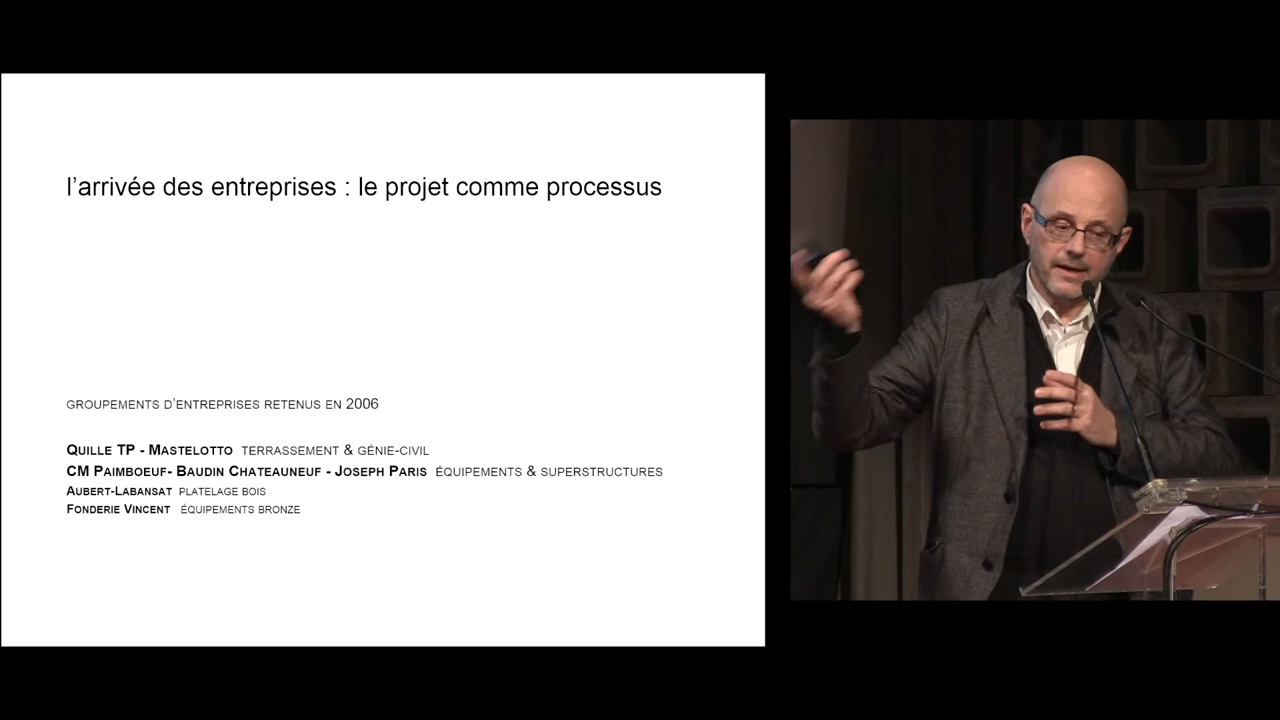 l'arrivée des entreprises : le projet comme processus
GROUPEMENTS D'ENTREPRISES RETENUS EN 2006
QUILLE TP - MASTELOTTO TERRASSEMENT & GÉNIE-CIVIL
CM PAIMBOEUF- BAUDIN CHATEAUNEUF - JOSEPH PARIS ÉQUIPEMENTS & SUPERSTRUCTURES
AUBERT-LABANSAT PLATELAGE BOIS
FONDERIE VINCENT ÉQUIPEMENTS BRONZE